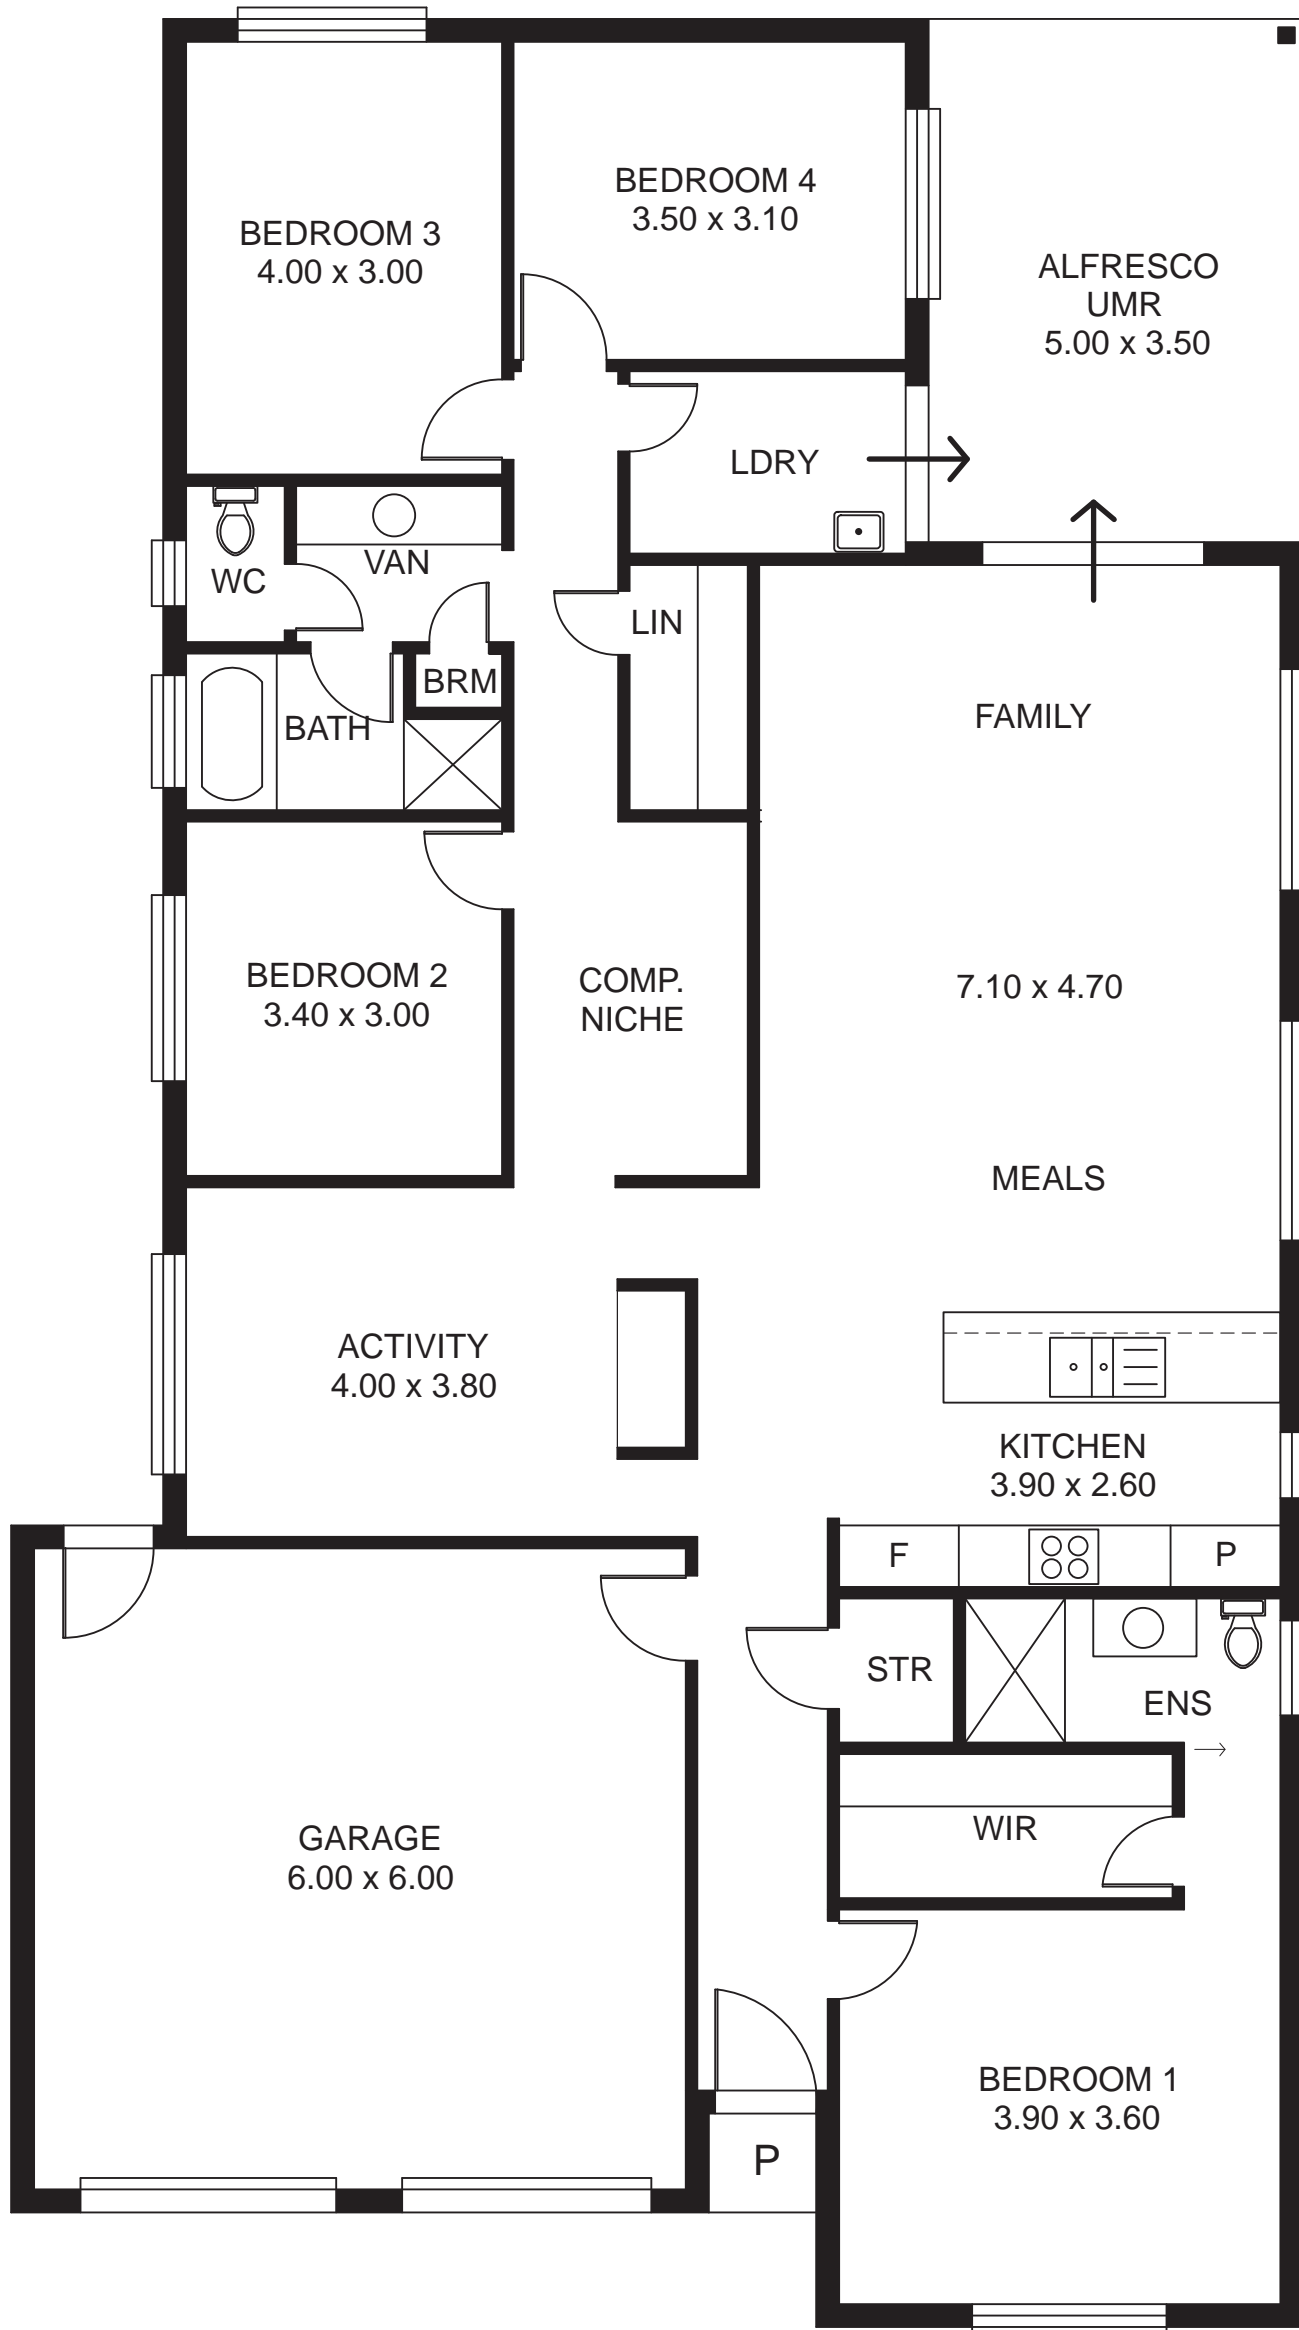 BEDROOM 4
3.50 x 3.10
BEDROOM 3
4.00 x 3.00
ALFRESCO
UMR
5.00 x 3.50
LDRY
VAN
WC
LIN
BRM
BATH
FAMILY
BEDROOM 2
3.40 x 3.00
COMP.
NICHE
7.10 x 4.70
MEALS
ACTIVITY
4.00 x 3.80
KITCHEN
3.90 x 2.60
F
P
STR
ENS
WIR
GARAGE
6.00 x 6.00
BEDROOM 1
3.90 x 3.60
P